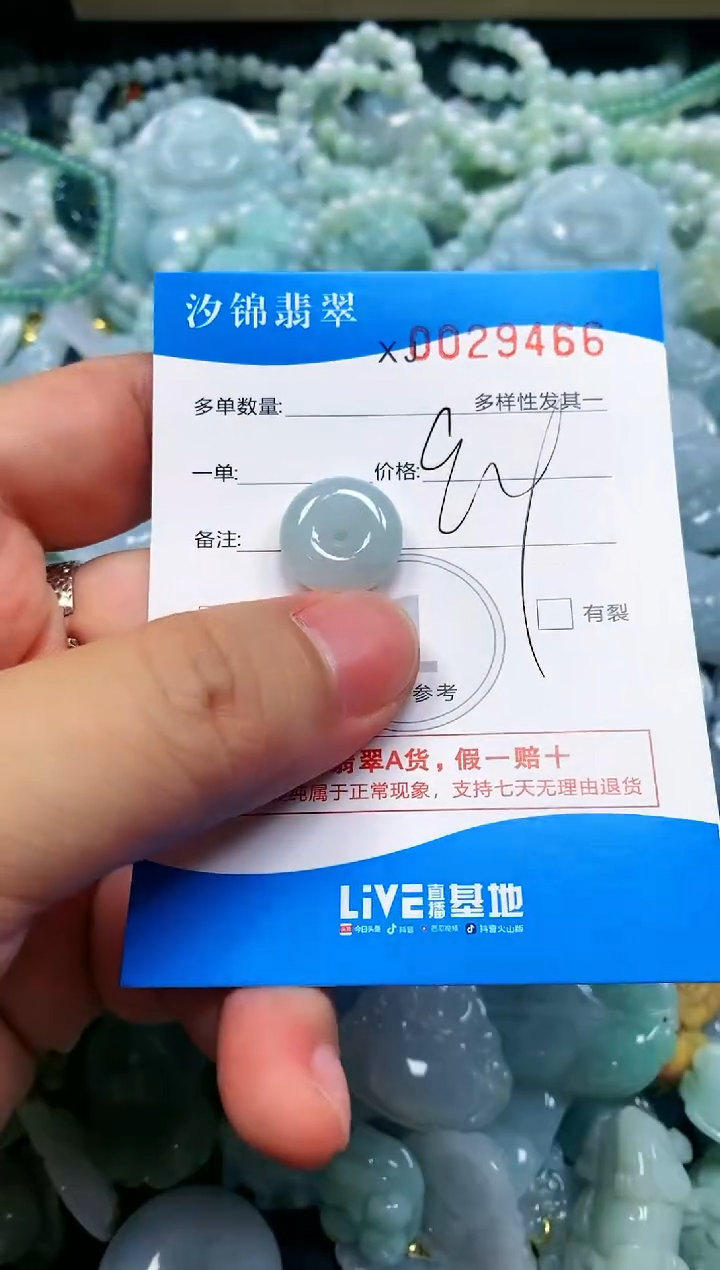 汐锦翡翠
XJ0029466
多单数量: 多样性发其一
一单: 价格:
备注:
有裂
参考
翡翠A货，假一赔十
纯属于正常现象，支持七天无理由退货
LiVE直播基地
今日头条 抖音 西瓜视频 抖音火山版